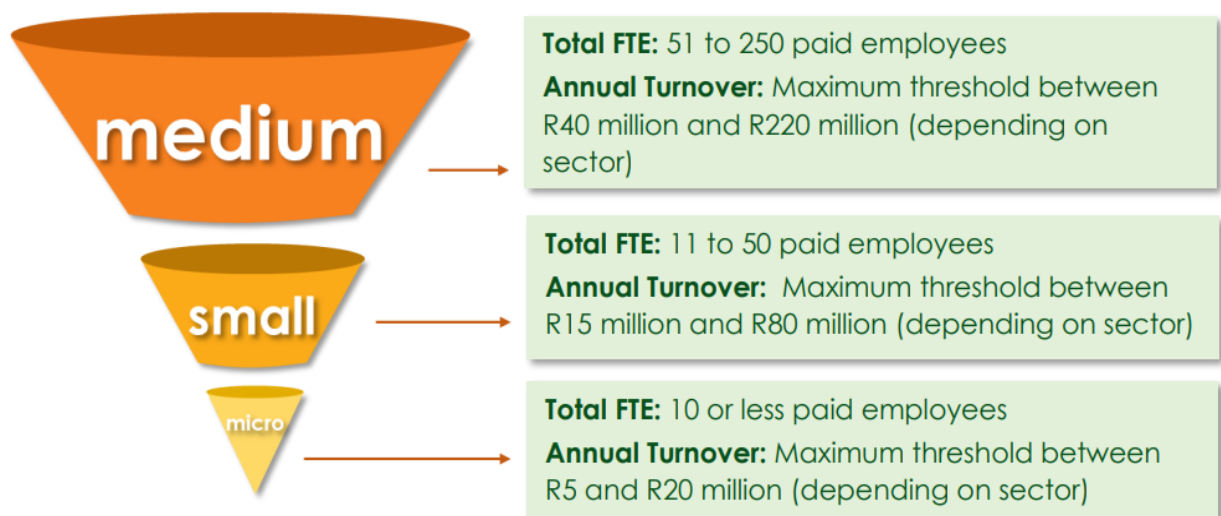 medium
Total FTE: 51 to 250 paid employees
Annual Turnover: Maximum threshold between
R40 million and R220 million (depending on
sector)
small
Total FTE: 11 to 50 paid employees
Annual Turnover: Maximum threshold between
R15 million and R80 million (depending on sector)
micro
Total FTE: 10 or less paid employees
Annual Turnover: Maximum threshold between
R5 and R20 million (depending on sector)